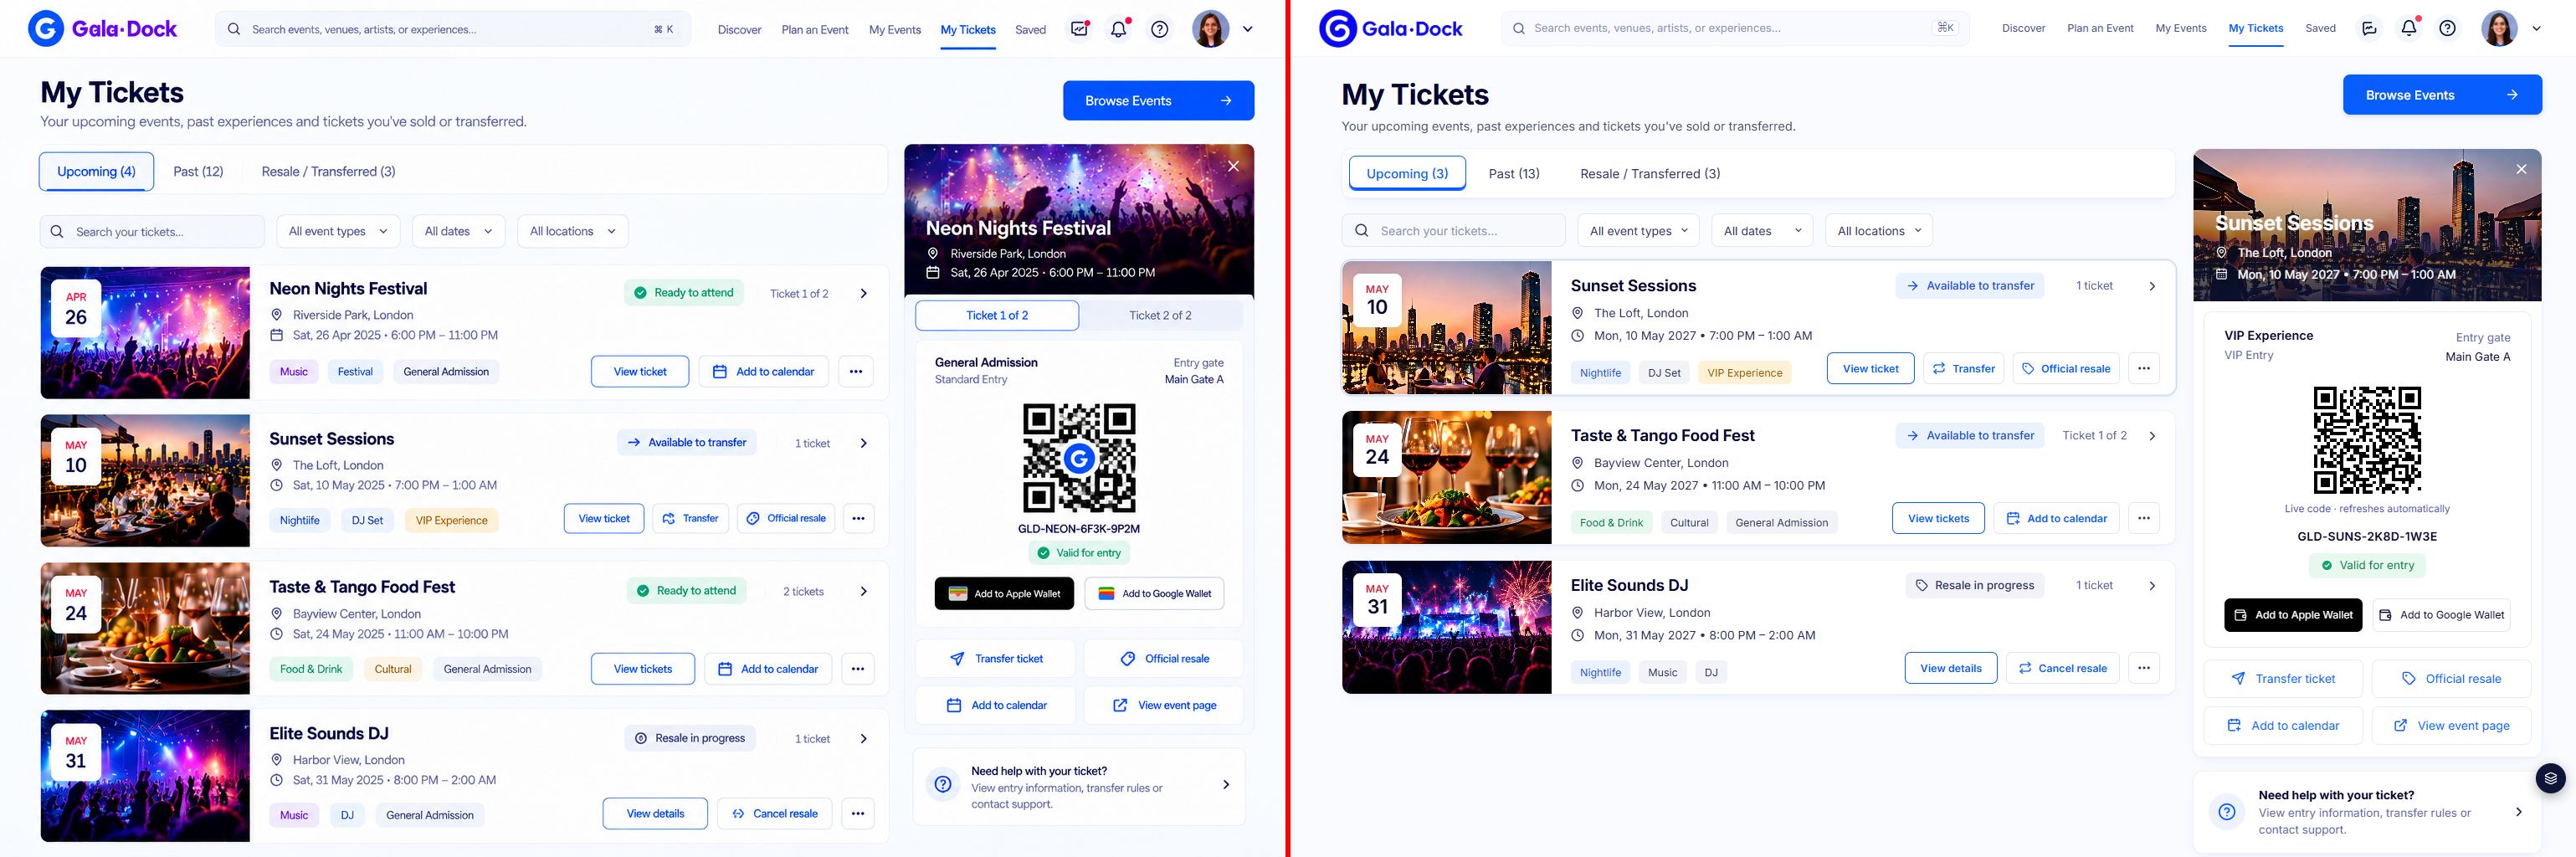 Gala·Dock
Search events, venues, artists, or experiences...
⌘ K
Discover
Plan an Event
My Events
My Tickets
Saved
My Tickets
Your upcoming events, past experiences and tickets you've sold or transferred.
Browse Events
Upcoming (4)
Past (12)
Resale / Transferred (3)
Search your tickets...
All event types
All dates
All locations
APR
26
Neon Nights Festival
Ready to attend
Ticket 1 of 2
Riverside Park, London
Sat, 26 Apr 2025 • 6:00 PM – 11:00 PM
Music
Festival
General Admission
View ticket
Add to calendar
MAY
10
Sunset Sessions
Available to transfer
1 ticket
The Loft, London
Sat, 10 May 2025 • 7:00 PM – 1:00 AM
Nightlife
DJ Set
VIP Experience
View ticket
Transfer
Official resale
MAY
24
Taste & Tango Food Fest
Ready to attend
2 tickets
Bayview Center, London
Sat, 24 May 2025 • 11:00 AM – 10:00 PM
Food & Drink
Cultural
General Admission
View tickets
Add to calendar
MAY
31
Elite Sounds DJ
Resale in progress
1 ticket
Harbor View, London
Sat, 31 May 2025 • 8:00 PM – 2:00 AM
Music
DJ
General Admission
View details
Cancel resale
Neon Nights Festival
Riverside Park, London
Sat, 26 Apr 2025 • 6:00 PM – 11:00 PM
Ticket 1 of 2
Ticket 2 of 2
General Admission
Entry gate
Standard Entry
Main Gate A
G
GLD-NEON-6F3K-9P2M
Valid for entry
Add to Apple Wallet
Add to Google Wallet
Transfer ticket
Official resale
Add to calendar
View event page
Need help with your ticket?
View entry information, transfer rules or
contact support.
Gala·Dock
Search events, venues, artists, or experiences...
⌘K
Discover
Plan an Event
My Events
My Tickets
Saved
My Tickets
Your upcoming events, past experiences and tickets you've sold or transferred.
Browse Events
Upcoming (3)
Past (13)
Resale / Transferred (3)
Search your tickets...
All event types
All dates
All locations
MAY
10
Sunset Sessions
Available to transfer
1 ticket
The Loft, London
Mon, 10 May 2027 • 7:00 PM – 1:00 AM
Nightlife
DJ Set
VIP Experience
View ticket
Transfer
Official resale
MAY
24
Taste & Tango Food Fest
Available to transfer
Ticket 1 of 2
Bayview Center, London
Mon, 24 May 2027 • 11:00 AM – 10:00 PM
Food & Drink
Cultural
General Admission
View tickets
Add to calendar
MAY
31
Elite Sounds DJ
Resale in progress
1 ticket
Harbor View, London
Mon, 31 May 2027 • 8:00 PM – 2:00 AM
Nightlife
Music
DJ
View details
Cancel resale
Sunset Sessions
The Loft, London
Mon, 10 May 2027 • 7:00 PM – 1:00 AM
VIP Experience
Entry gate
VIP Entry
Main Gate A
Live code · refreshes automatically
GLD-SUNS-2K8D-1W3E
Valid for entry
Add to Apple Wallet
Add to Google Wallet
Transfer ticket
Official resale
Add to calendar
View event page
Need help with your ticket?
View entry information, transfer rules or
contact support.